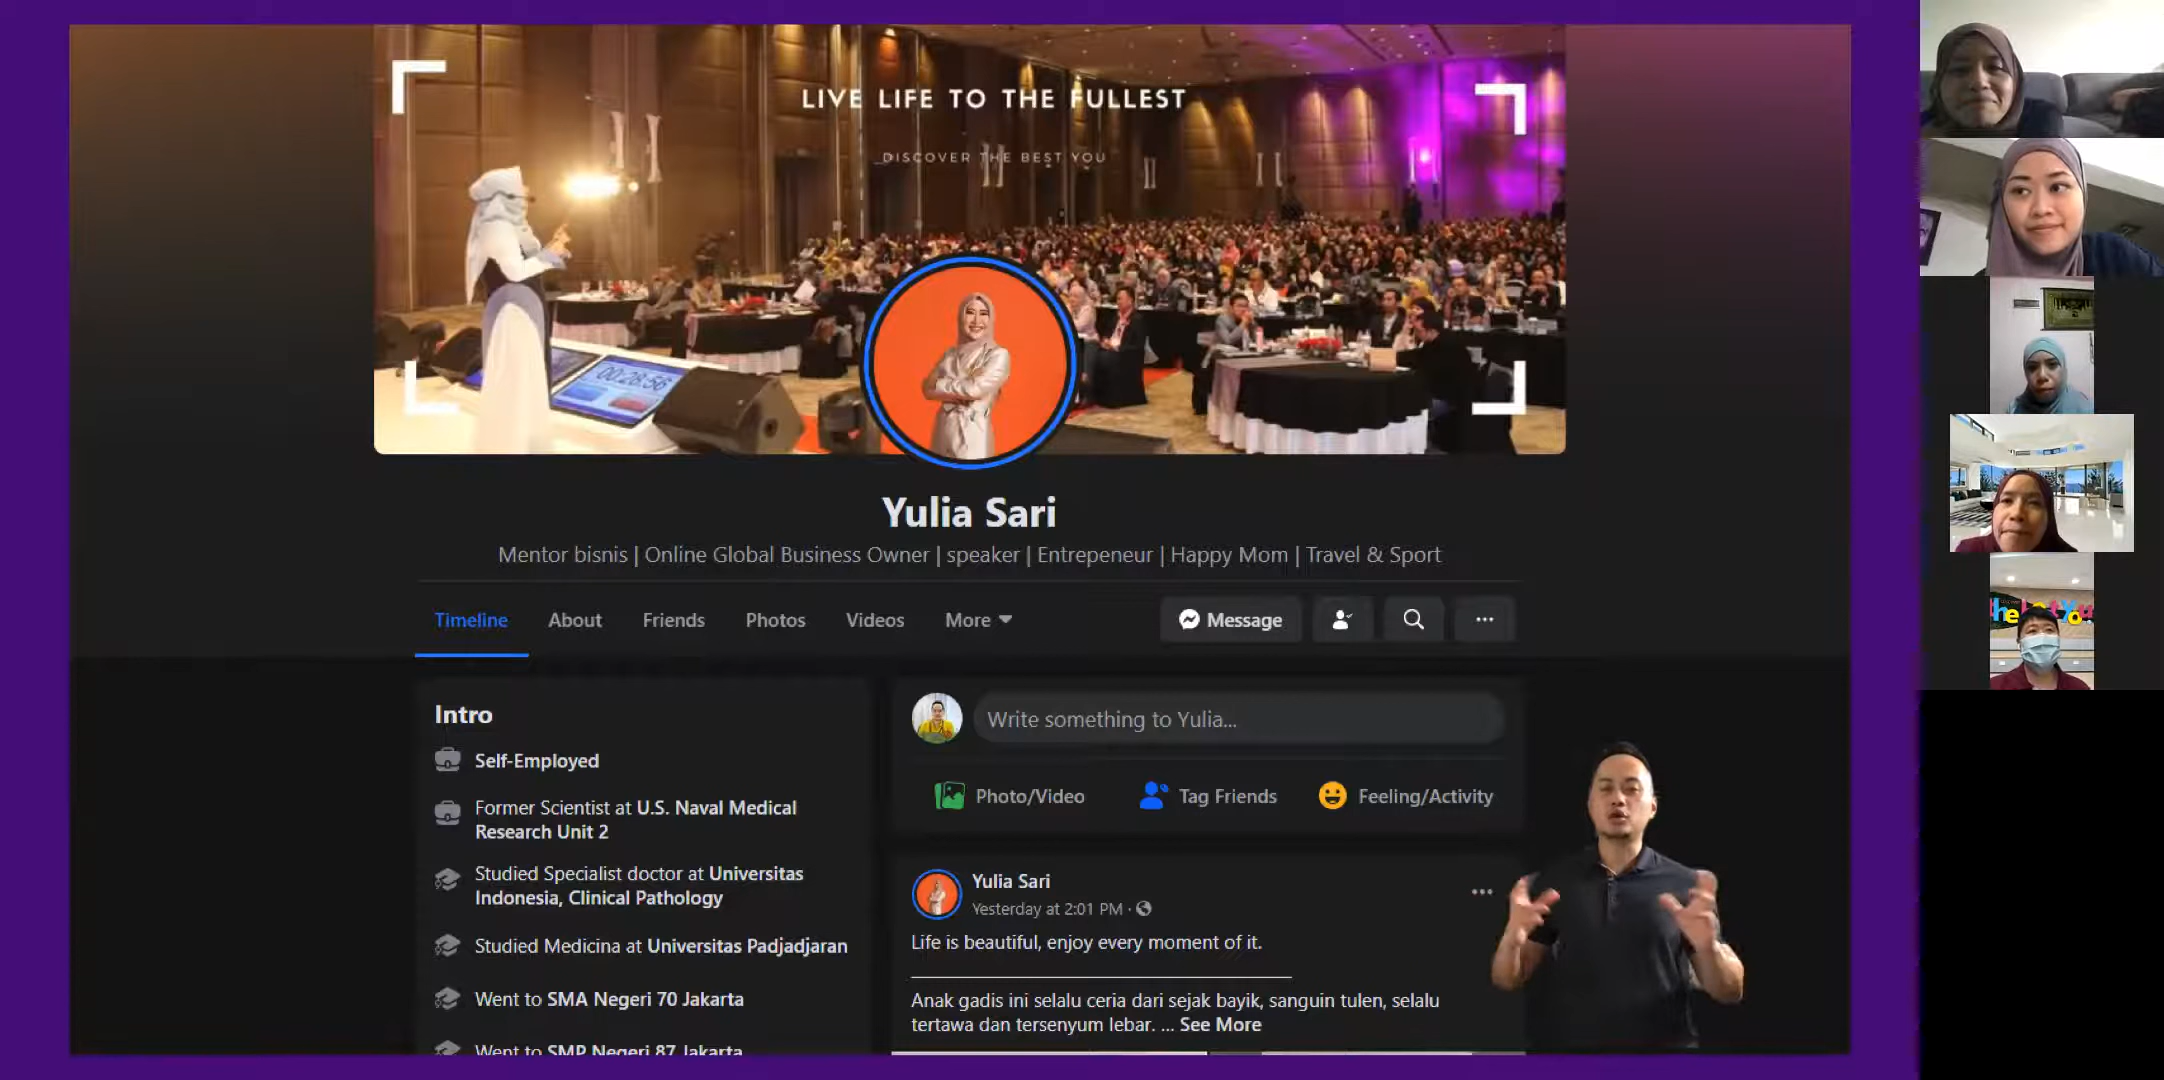 LIVE LIFE TO THE FULLEST
DISCOVER THE BEST YOU
00:28:56
Yulia Sari
Mentor bisnis | Online Global Business Owner | speaker | Entrepeneur | Happy Mom | Travel & Sport
Timeline
About
Friends
Photos
Videos
More
Message
Intro
Self-Employed
Former Scientist at U.S. Naval Medical
Research Unit 2
Studied Specialist doctor at Universitas
Indonesia, Clinical Pathology
Studied Medicina at Universitas Padjadjaran
Went to SMA Negeri 70 Jakarta
Went to SMP Negeri 87 Jakarta
Write something to Yulia...
Photo/Video
Tag Friends
Feeling/Activity
Yulia Sari
Yesterday at 2:01 PM ·
Life is beautiful, enjoy every moment of it.
Anak gadis ini selalu ceria dari sejak bayik, sanguin tulen, selalu
tertawa dan tersenyum lebar. ... See More